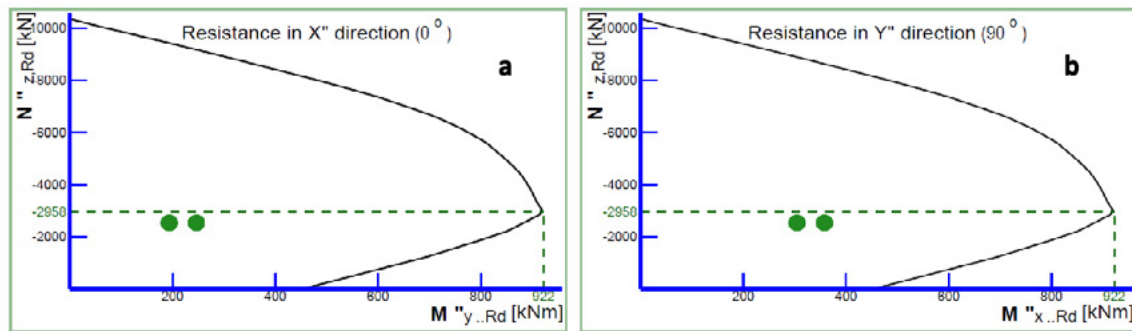 Resistance in X" direction (0°)
a
N "z,Rd [kN]
-10000
-8000
-6000
-4000
-2958
-2000
200
400
600
800
922
M "y ..Rd [kNm]
Resistance in Y" direction (90°)
b
N "z,Rd [kN]
-10000
-8000
-6000
-4000
-2958
-2000
200
400
600
800
922
M "x ..Rd [kNm]